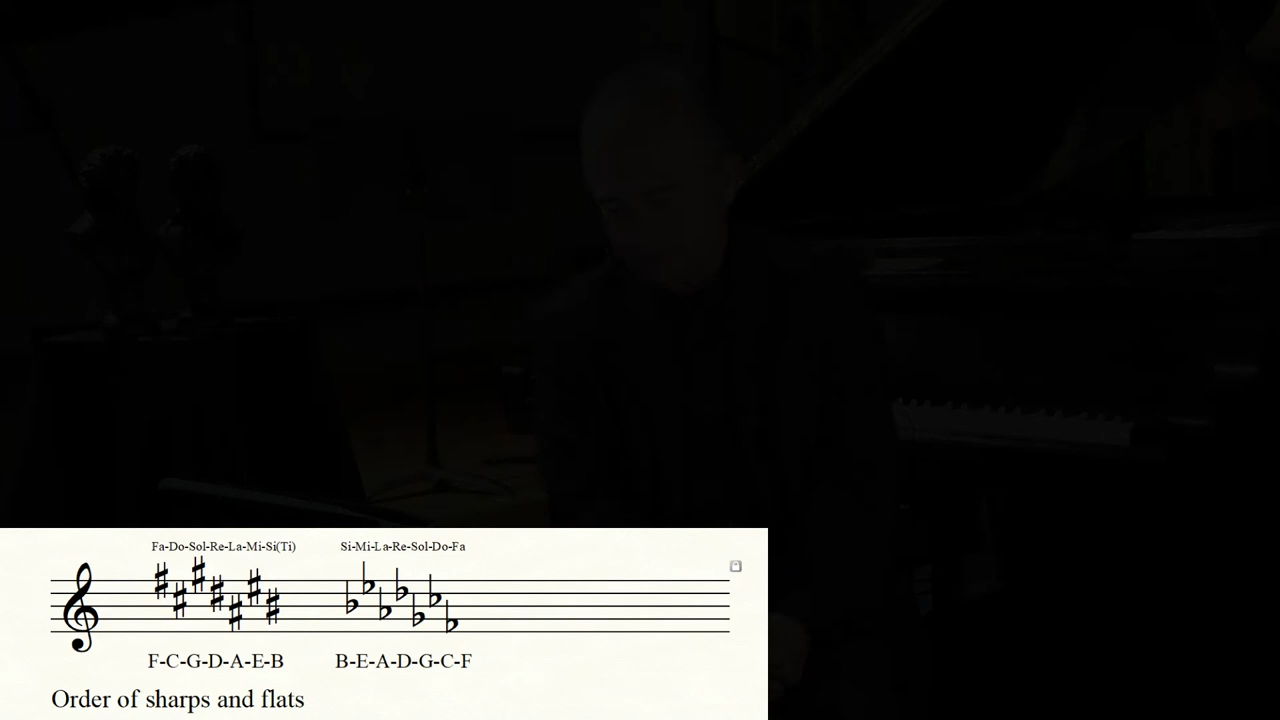 Fa-Do-Sol-Re-La-Mi-Si(Ti) Si-Mi-La-Re-Sol-Do-Fa
F-C-G-D-A-E-B B-E-A-D-G-C-F
Order of sharps and flats